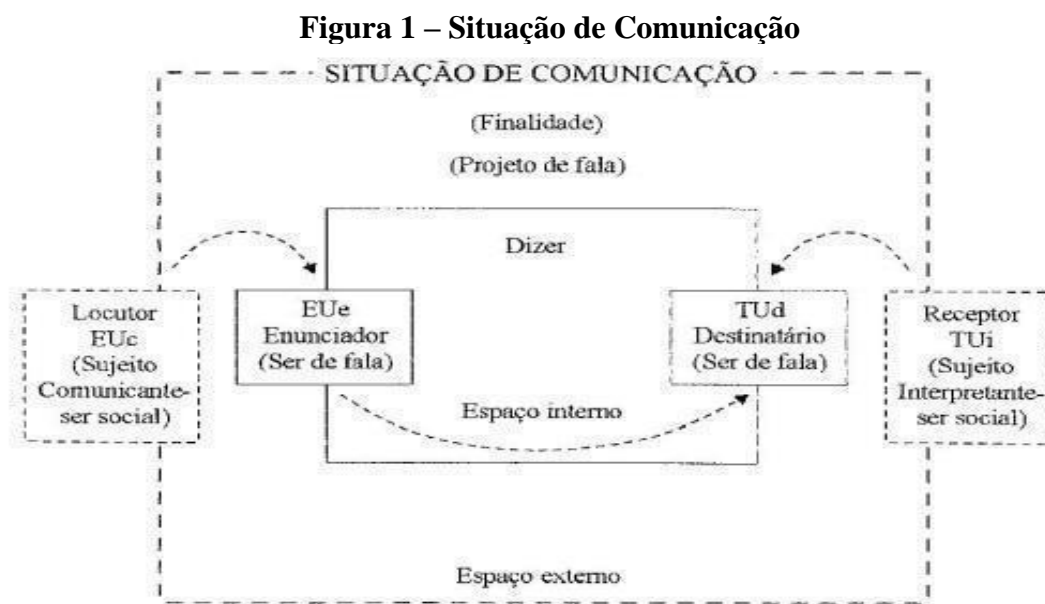 Figura 1 – Situação de Comunicação
SITUAÇÃO DE COMUNICAÇÃO
(Finalidade)
(Projeto de fala)
Dizer
Locutor
EUc
(Sujeito
Comunicante-
ser social)
EUe
Enunciador
(Ser de fala)
TUd
Destinatário
(Ser de fala)
Receptor
TUi
(Sujeito
Interpretante-
ser social)
Espaço interno
Espaço externo